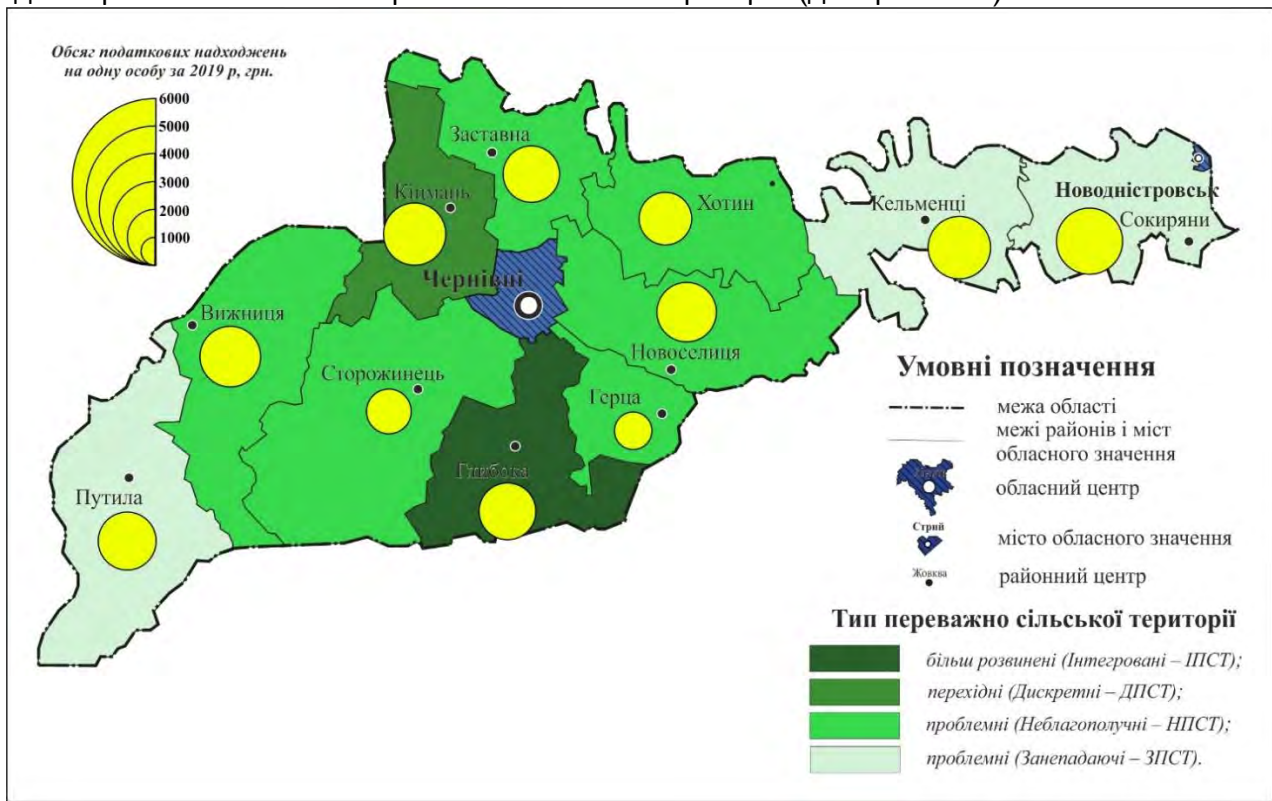 Обсяг податкових надходжень
на одну особу за 2019 р, грн.
6000
5000
4000
3000
2000
1000
Заставна
Кіцмань
Хотин
Кельменці
Новодністровськ
Сокиряни
Чернівці
Вижниця
Сторожинець
Новоселиця
Герца
Глибока
Путила
Умовні позначення
межа області
межі районів і міст
обласного значення
обласний центр
Стрий
місто обласного значення
Жовква
районний центр
Тип переважно сільської території
більш розвинені (Інтегровані – ІПСТ);
перехідні (Дискретні – ДПСТ);
проблемні (Неблагополучні – НПСТ);
проблемні (Занепадаючі – ЗПСТ).